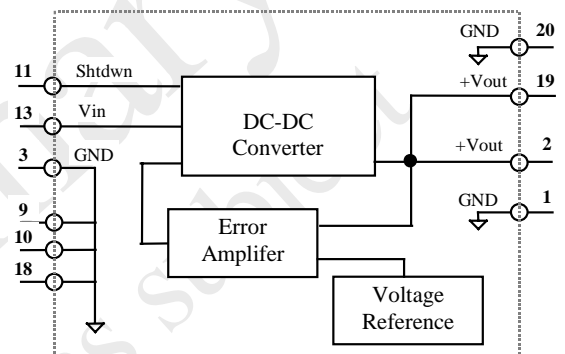 GND 20
11 Shtdwn
+Vout 19
13 Vin
DC-DC
Converter
+Vout 2
3 GND
GND 1
9
Error
Amplifer
10
18
Voltage
Reference
s subject